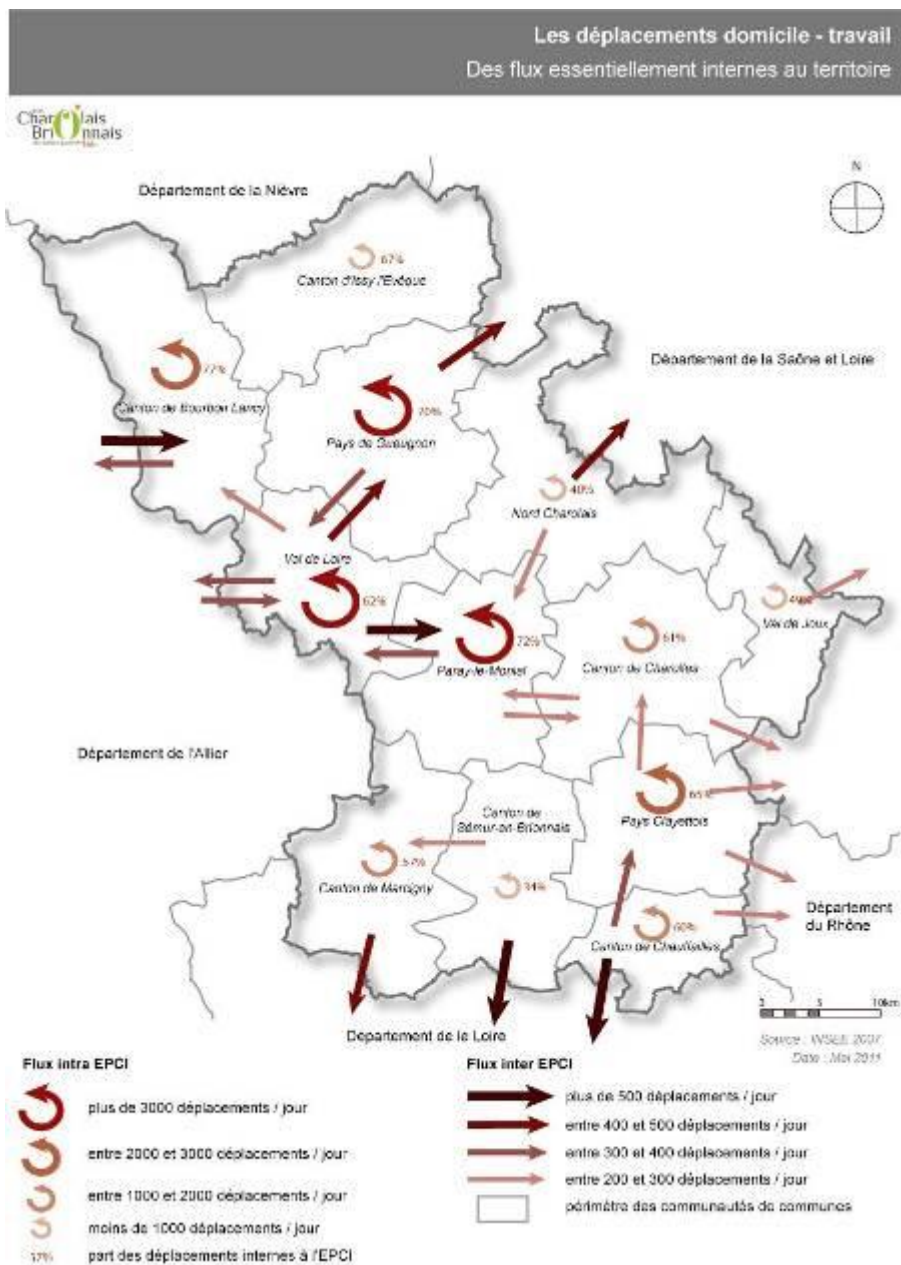 Les déplacements domicile - travail
Des flux essentiellement internes au territoire
Charolais
Brionnais
Département de la Nièvre
N
67%
Canton d'Issy l'Evêque
Département de la Saône et Loire
77%
Canton de Bourbon Lancy
70%
Pays de Gueugnon
40%
Nord Charolais
Val de Loire
62%
72%
Paray-le-Monial
61%
Canton de Charolles
Val de Joux
Département de l'Allier
Canton de
Sémur-en-Brionnais
Pays Clayettois
57%
Canton de Marcigny
34%
Canton de Chauffailles
Département
du Rhône
Département de la Loire
5
10km
Source : INSEE 2007
Date : Mai 2011
Flux intra EPCI
plus de 3000 déplacements / jour
entre 2000 et 3000 déplacements / jour
entre 1000 et 2000 déplacements / jour
moins de 1000 déplacements / jour
57% part des déplacements internes à l'EPCI
Flux inter EPCI
plus de 500 déplacements / jour
entre 400 et 500 déplacements / jour
entre 300 et 400 déplacements / jour
entre 200 et 300 déplacements / jour
périmètre des communautés de communes